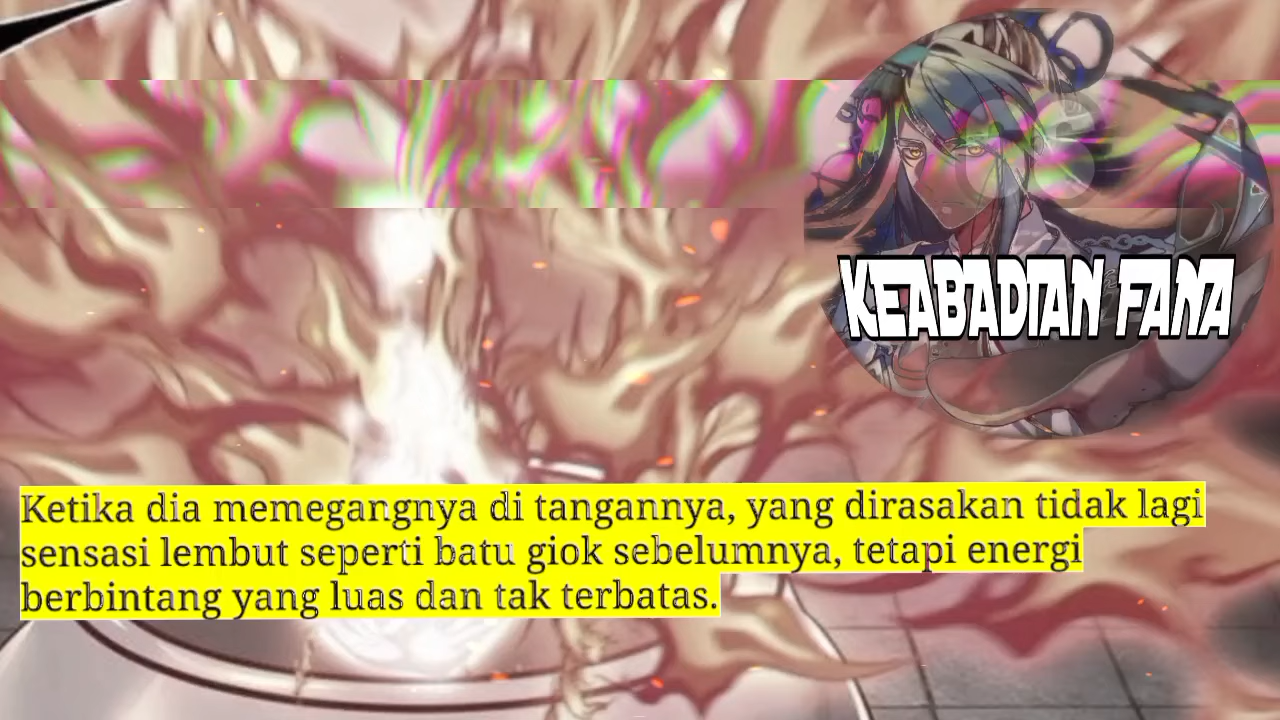 KEABADIAN FANA
Ketika dia memegangnya di tangannya, yang dirasakan tidak lagi
sensasi lembut seperti batu giok sebelumnya, tetapi energi
berbintang yang luas dan tak terbatas.